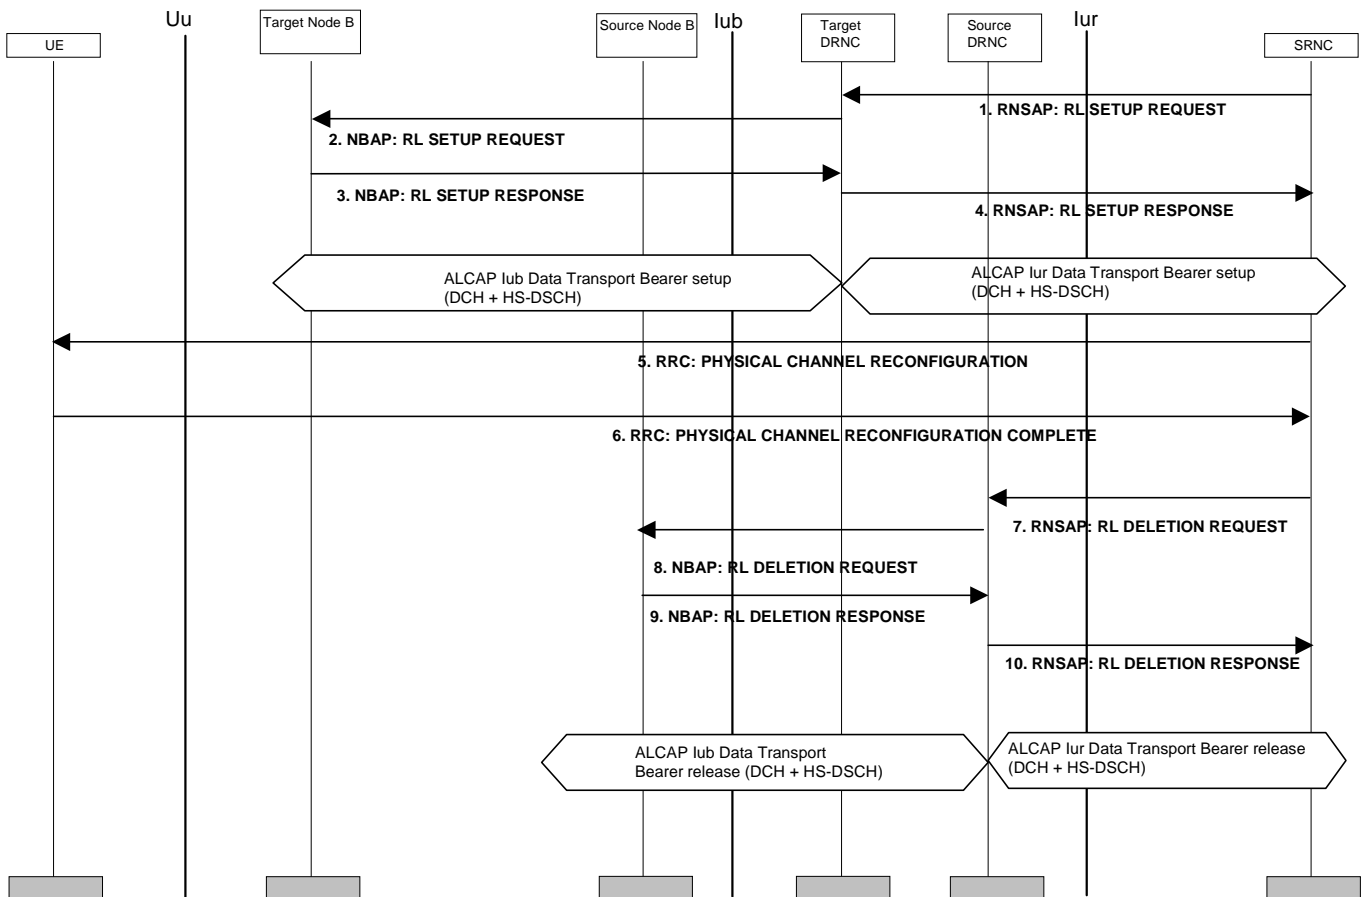 Uu
Iub
Iur
UE
Target Node B
Source Node B
Target
DRNC
Source
DRNC
SRNC
1. RNSAP: RL SETUP REQUEST
2. NBAP: RL SETUP REQUEST
3. NBAP: RL SETUP RESPONSE
4. RNSAP: RL SETUP RESPONSE
ALCAP Iub Data Transport Bearer setup
(DCH + HS-DSCH)
ALCAP Iur Data Transport Bearer setup
(DCH + HS-DSCH)
5. RRC: PHYSICAL CHANNEL RECONFIGURATION
6. RRC: PHYSICAL CHANNEL RECONFIGURATION COMPLETE
7. RNSAP: RL DELETION REQUEST
8. NBAP: RL DELETION REQUEST
9. NBAP: RL DELETION RESPONSE
10. RNSAP: RL DELETION RESPONSE
ALCAP Iub Data Transport
Bearer release (DCH + HS-DSCH)
ALCAP Iur Data Transport Bearer release
(DCH + HS-DSCH)